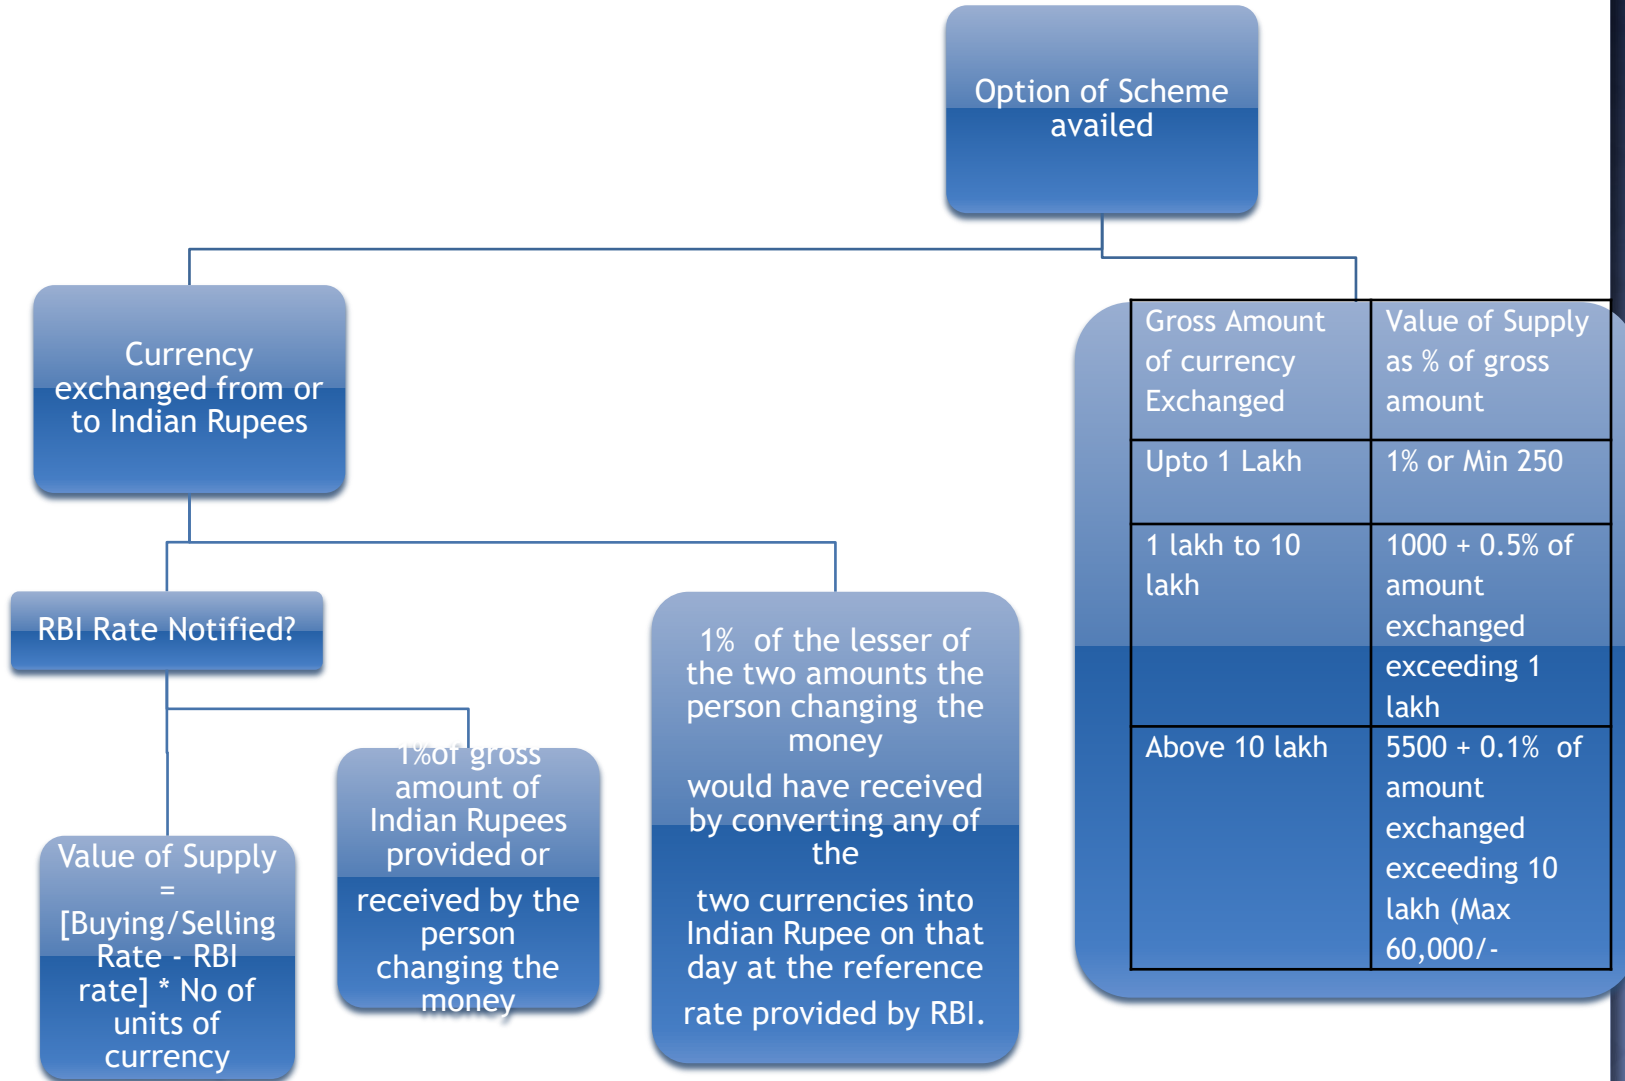 Option of Scheme
availed
Currency
exchanged from or
to Indian Rupees
RBI Rate Notified?
Value of Supply
=
[Buying/Selling
Rate - RBI
rate] * No of
units of
currency
1%of gross
amount of
Indian Rupees
provided or
received by the
person
changing the
money
1% of the lesser of
the two amounts the
person changing the
money
would have received
by converting any of
the
two currencies into
Indian Rupee on that
day at the reference
rate provided by RBI.
Gross Amount
of currency
Exchanged
Value of Supply
as % of gross
amount
Upto 1 Lakh
1% or Min 250
1 lakh to 10
lakh
1000 + 0.5% of
amount
exchanged
exceeding 1
lakh
Above 10 lakh
5500 + 0.1% of
amount
exchanged
exceeding 10
lakh (Max
60,000/-